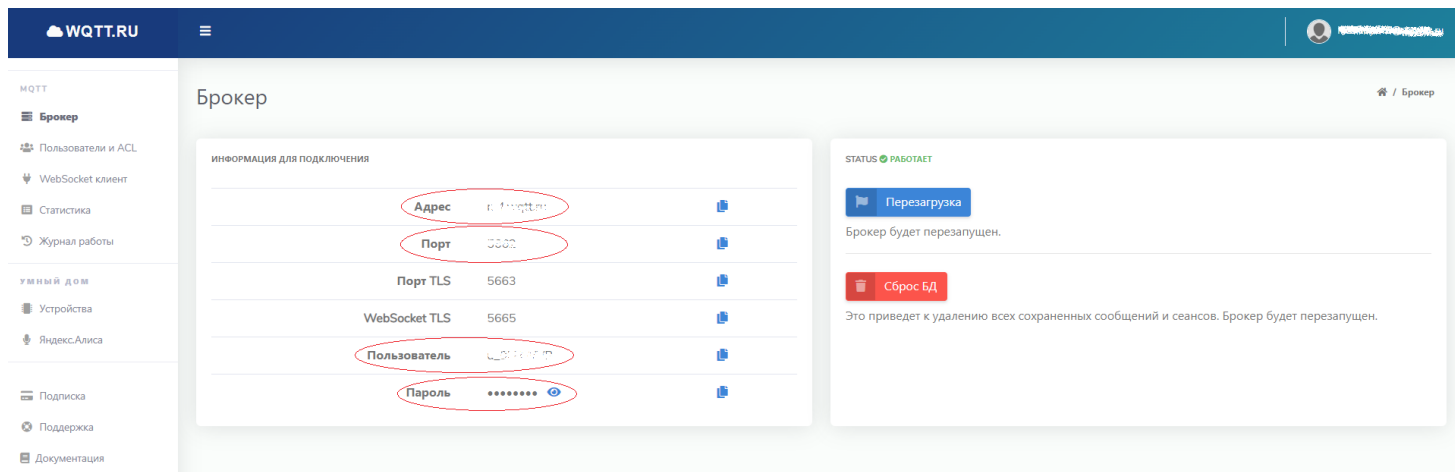 WQTT.RU
MQTT
Брокер
Пользователи и ACL
WebSocket клиент
Статистика
Журнал работы
УМНЫЙ ДОМ
Устройства
Яндекс.Алиса
Подписка
Поддержка
Документация
Брокер
/ Брокер
ИНФОРМАЦИЯ ДЛЯ ПОДКЛЮЧЕНИЯ
Адрес
Порт
Порт TLS 5663
WebSocket TLS 5665
Пользователь
Пароль ••••••••
STATUS РАБОТАЕТ
Перезагрузка
Брокер будет перезапущен.
Сброс БД
Это приведет к удалению всех сохраненных сообщений и сеансов. Брокер будет перезапущен.